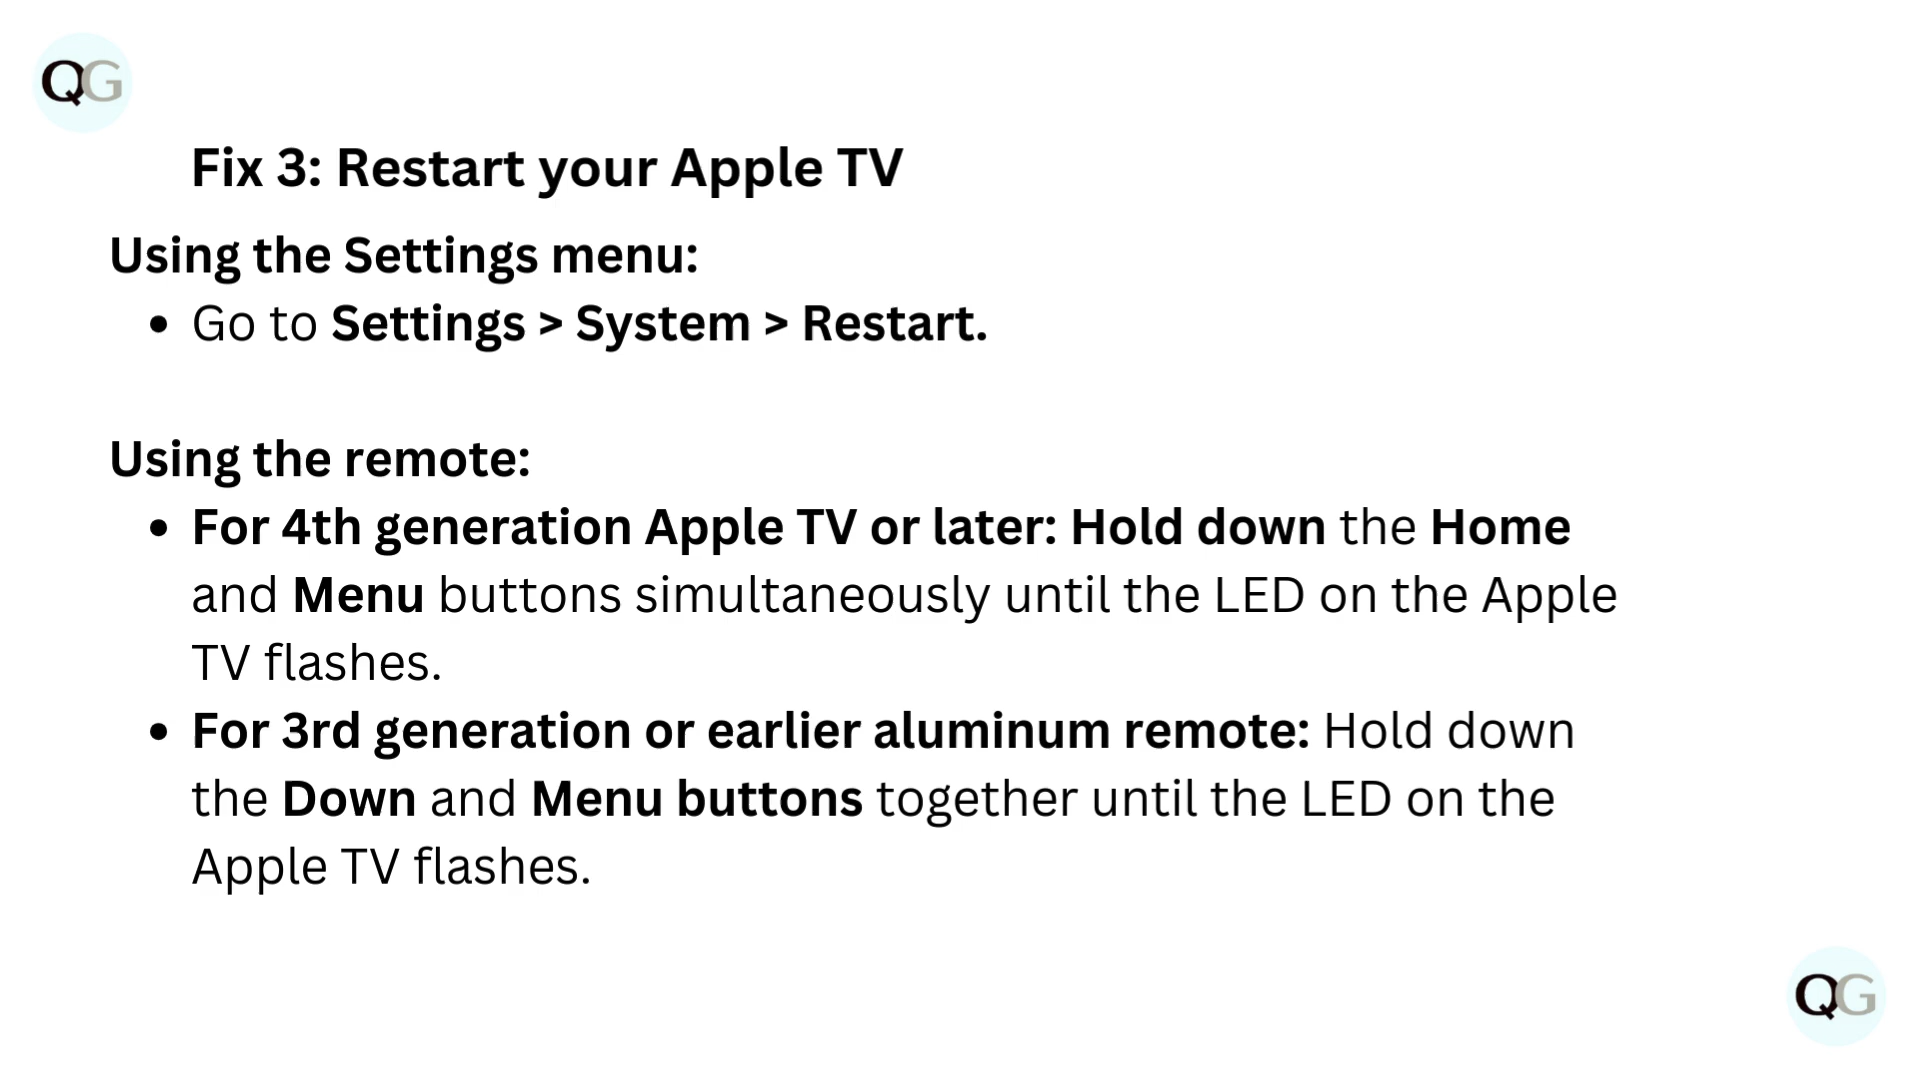 QG
Fix 3: Restart your Apple TV
Using the Settings menu:
• Go to Settings > System > Restart.
Using the remote:
• For 4th generation Apple TV or later: Hold down the Home
and Menu buttons simultaneously until the LED on the Apple
TV flashes.
• For 3rd generation or earlier aluminum remote: Hold down
the Down and Menu buttons together until the LED on the
Apple TV flashes.
QG